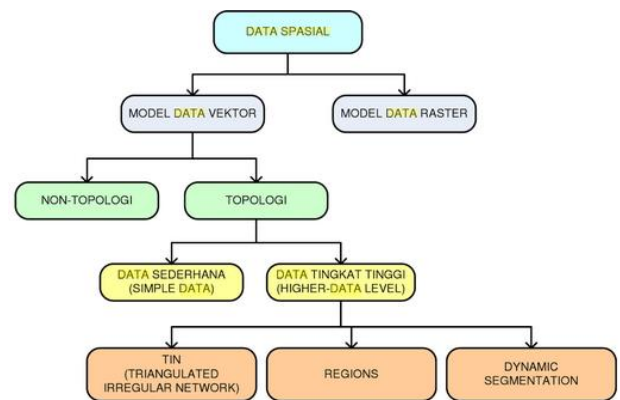 DATA SPASIAL
MODEL DATA VEKTOR
MODEL DATA RASTER
NON-TOPOLOGI
TOPOLOGI
DATA SEDERHANA
(SIMPLE DATA)
DATA TINGKAT TINGGI
(HIGHER-DATA LEVEL)
TIN
(TRIANGULATED
IRREGULAR NETWORK)
REGIONS
DYNAMIC
SEGMENTATION